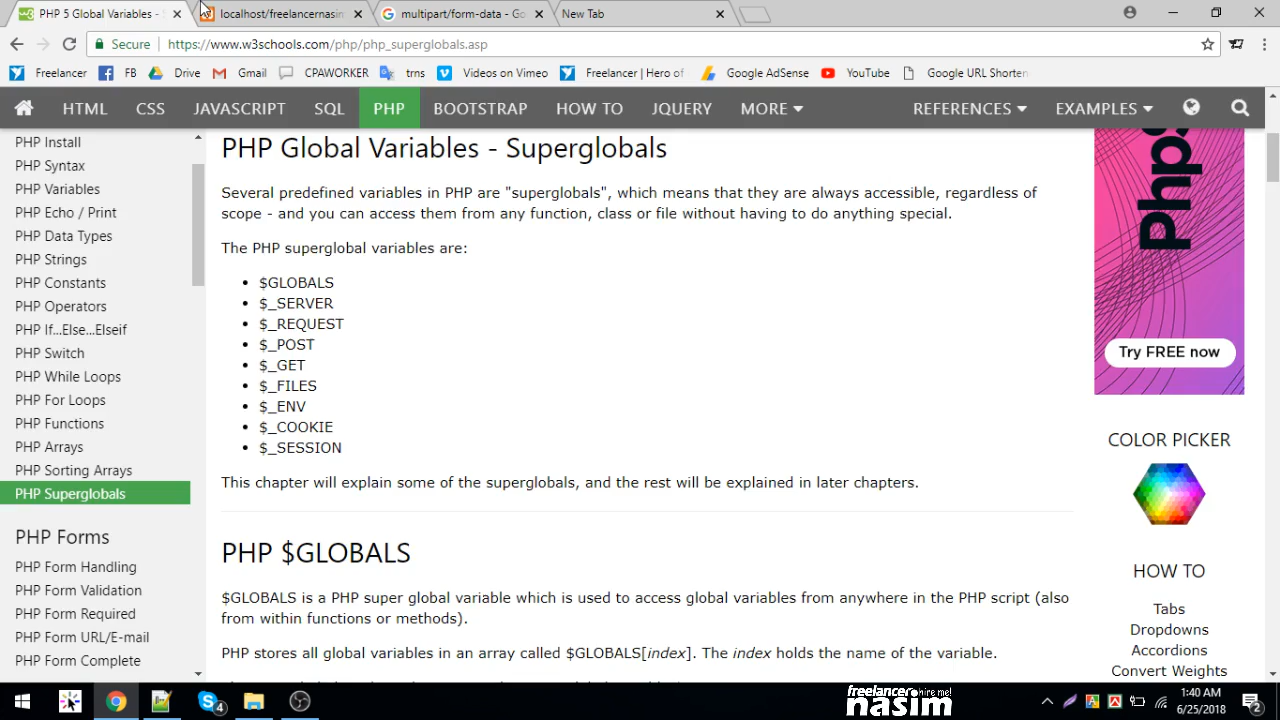 PHP 5 Global Variables - localhost/freelancernasin multipart/form-data - Go New Tab
Secure https://www.w3schools.com/php/php_superglobals.asp
Freelancer FB Drive Gmail CPAWORKER trns Videos on Vimeo Freelancer | Hero of Google AdSense YouTube Google URL Shorten
HTML CSS JAVASCRIPT SQL PHP BOOTSTRAP HOW TO JQUERY MORE REFERENCES EXAMPLES
PHP Install
PHP Syntax
PHP Variables
PHP Echo / Print
PHP Data Types
PHP Strings
PHP Constants
PHP Operators
PHP If...Else...Elseif
PHP Switch
PHP While Loops
PHP For Loops
PHP Functions
PHP Arrays
PHP Sorting Arrays
PHP Superglobals
PHP Forms
PHP Form Handling
PHP Form Validation
PHP Form Required
PHP Form URL/E-mail
PHP Form Complete
PHP Global Variables - Superglobals
Several predefined variables in PHP are "superglobals", which means that they are always accessible, regardless of
scope - and you can access them from any function, class or file without having to do anything special.
The PHP superglobal variables are:
• $GLOBALS
• $_SERVER
• $_REQUEST
• $_POST
• $_GET
• $_FILES
• $_ENV
• $_COOKIE
• $_SESSION
This chapter will explain some of the superglobals, and the rest will be explained in later chapters.
PHP $GLOBALS
$GLOBALS is a PHP super global variable which is used to access global variables from anywhere in the PHP script (also
from within functions or methods).
PHP stores all global variables in an array called $GLOBALS[index]. The index holds the name of the variable.
Phps
Try FREE now
COLOR PICKER
HOW TO
Tabs
Dropdowns
Accordions
Convert Weights
4
freelancer hire me!
nasim
1:40 AM
6/25/2018
2